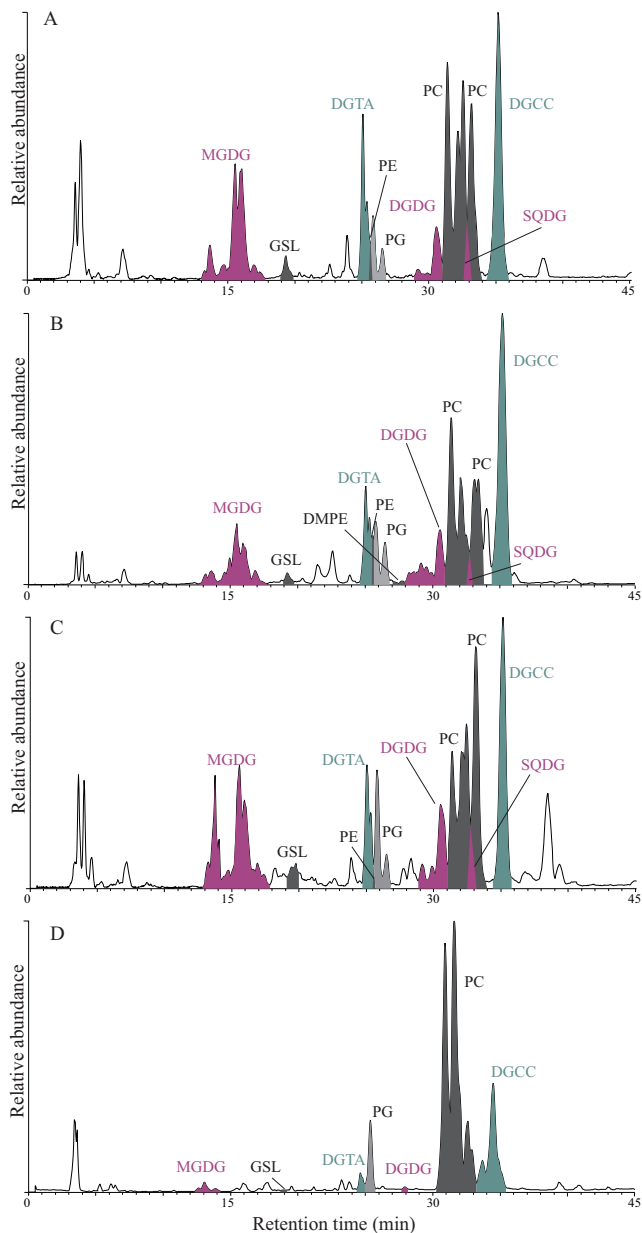 A
Relative abundance
MGDG
GSL
DGTA
PE
PG
DGDG
PC
PC
DGCC
SQDG
0
15
30
45
B
Relative abundance
MGDG
GSL
DMPE
DGTA
PE
PG
DGDG
PC
PC
DGCC
SQDG
0
15
30
45
C
Relative abundance
MGDG
GSL
DGTA
PE
PG
DGDG
PC
PC
DGCC
SQDG
0
15
30
45
D
Relative abundance
MGDG
GSL
DGTA
PG
DGDG
PC
DGCC
0
15
30
45
Retention time (min)